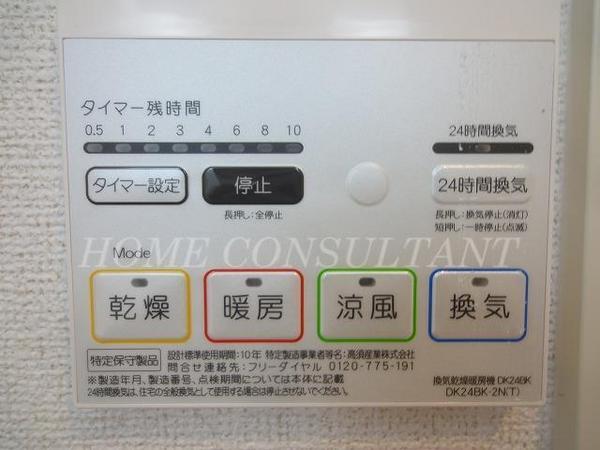 タイマー残時間
0.5 1 2 3 4 6 8 10
24時間換気
タイマー設定
停止
24時間換気
長押し:全停止
長押し:換気停止(消灯)
短押し:一時停止(点滅)
HOME CONSULTANT
Mode
乾燥
暖房
涼風
換気
特定保守製品
設計標準使用期間:10年 特定製造事業者等名:高須産業株式会社
問合せ連絡先:フリーダイヤル 0120-775-191
※製造年月、製造番号、点検期間については本体に記載
24時間換気は、住宅の全般換気として使用する場合は停止させないでください。
換気乾燥暖房機 DK24BK
DK24BK-2N(T)